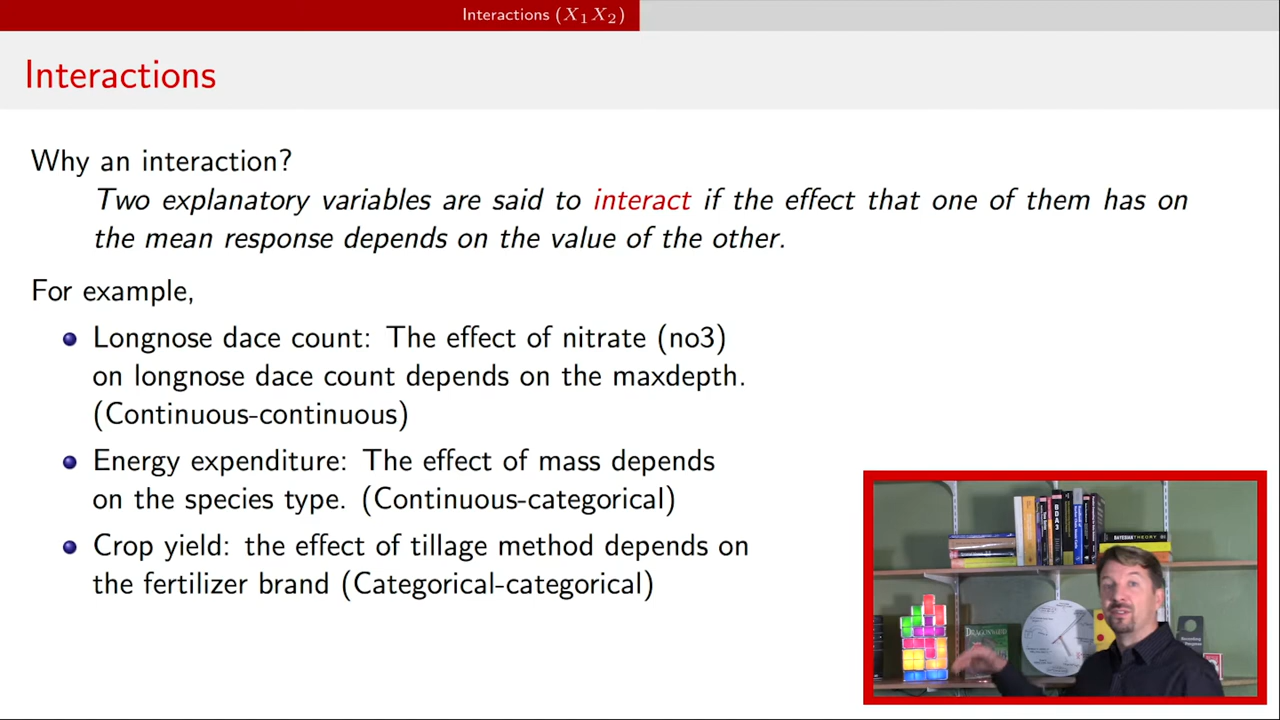 Interactions (X₁X₂)
Interactions
Why an interaction?
Two explanatory variables are said to interact if the effect that one of them has on
the mean response depends on the value of the other.
For example,
Longnose dace count: The effect of nitrate (no3)
on longnose dace count depends on the maxdepth.
(Continuous-continuous)
Energy expenditure: The effect of mass depends
on the species type. (Continuous-categorical)
Crop yield: the effect of tillage method depends on
the fertilizer brand (Categorical-categorical)
BDA3